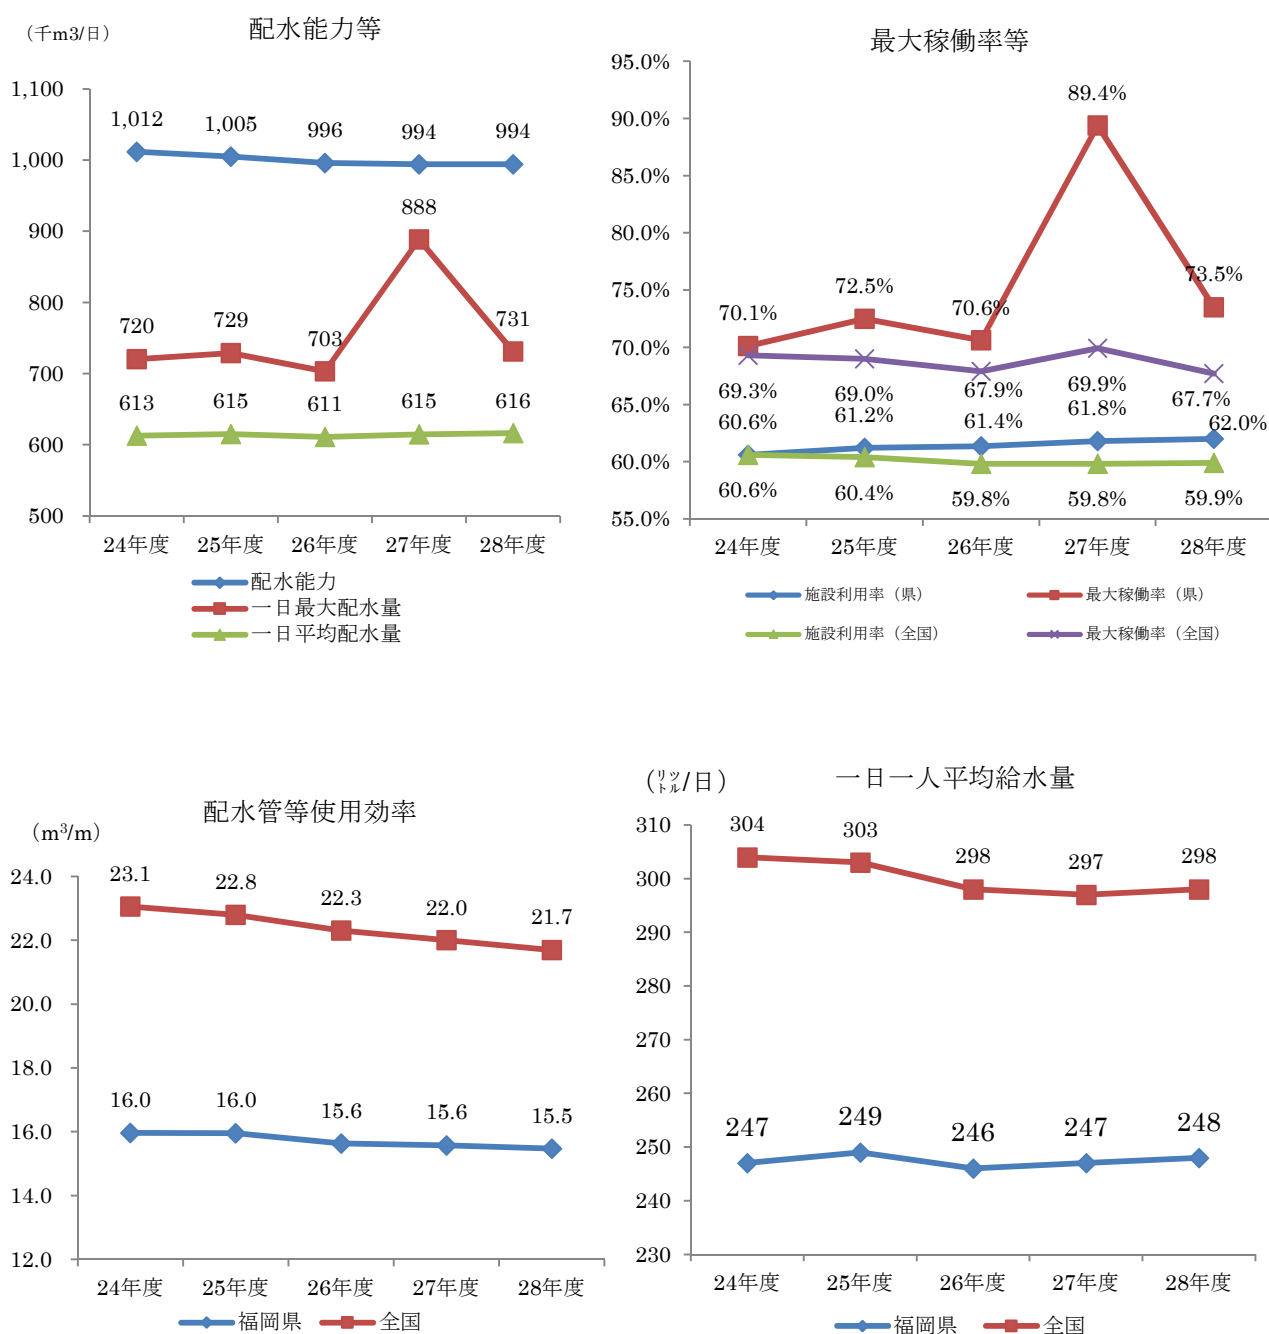 配水能力等
（千m3/日）
1,100
1,000
900
800
700
600
500
1,012
1,005
996
994
994
720
729
703
888
731
613
615
611
615
616
24年度
25年度
26年度
27年度
28年度
配水能力
一日最大配水量
一日平均配水量
最大稼働率等
95.0%
90.0%
85.0%
80.0%
75.0%
70.0%
65.0%
60.0%
55.0%
70.1%
72.5%
70.6%
89.4%
73.5%
69.3%
69.0%
67.9%
69.9%
67.7%
60.6%
61.2%
61.4%
61.8%
62.0%
60.6%
60.4%
59.8%
59.8%
59.9%
24年度
25年度
26年度
27年度
28年度
施設利用率（県）
最大稼働率（県）
施設利用率（全国）
最大稼働率（全国）
配水管等使用効率
（m³/m）
24.0
22.0
20.0
18.0
16.0
14.0
12.0
23.1
22.8
22.3
22.0
21.7
16.0
16.0
15.6
15.6
15.5
24年度
25年度
26年度
27年度
28年度
福岡県
全国
一日一人平均給水量
（リットル/日）
310
300
290
280
270
260
250
240
230
304
303
298
297
298
247
249
246
247
248
24年度
25年度
26年度
27年度
28年度
福岡県
全国